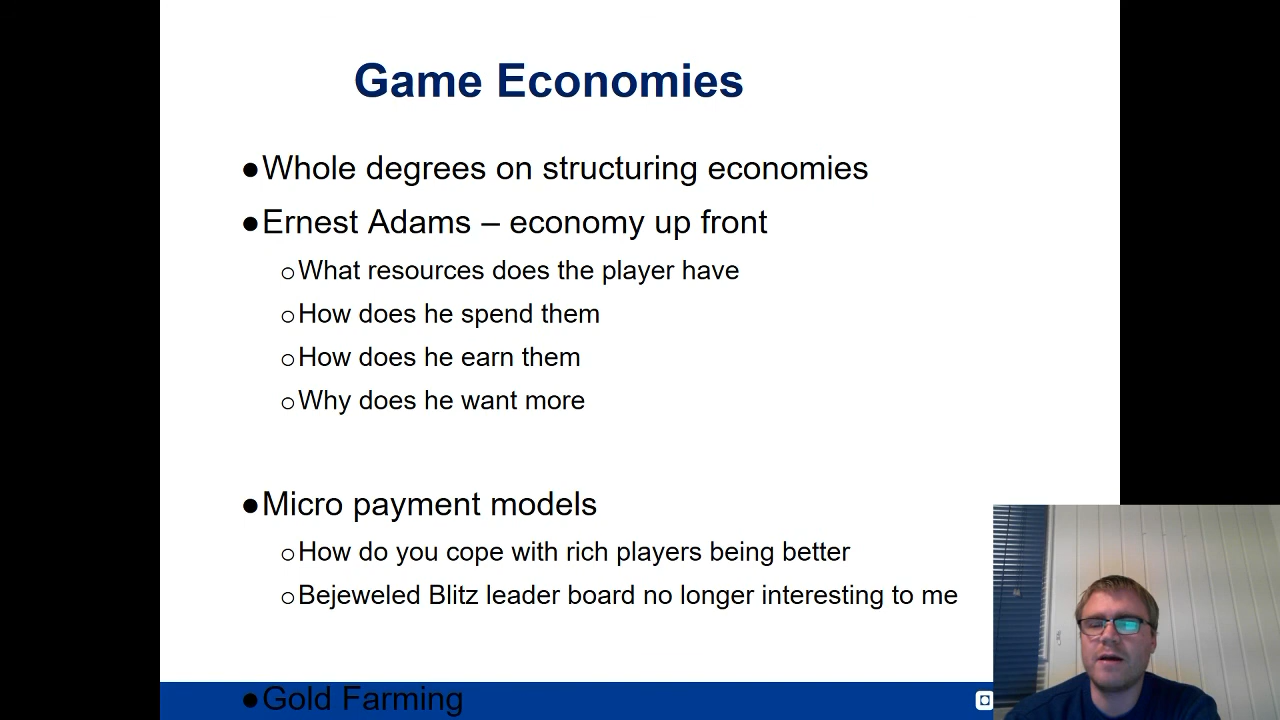 Game Economies
●Whole degrees on structuring economies
●Ernest Adams – economy up front
○What resources does the player have
○How does he spend them
○How does he earn them
○Why does he want more
●Micro payment models
○How do you cope with rich players being better
○Bejeweled Blitz leader board no longer interesting to me
●Gold Farming